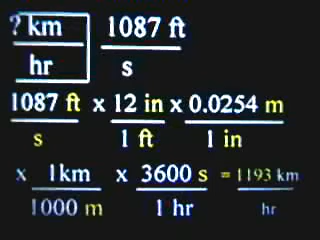 ? km 1087 ft
hr s
1087 ft x 12 in x 0.0254 m
s 1 ft 1 in
x 1km x 3600 s = 1193 km
1000 m 1 hr hr